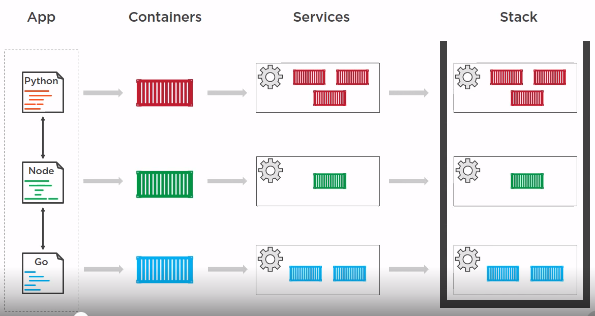 App
Containers
Services
Stack
Python
Node
Go